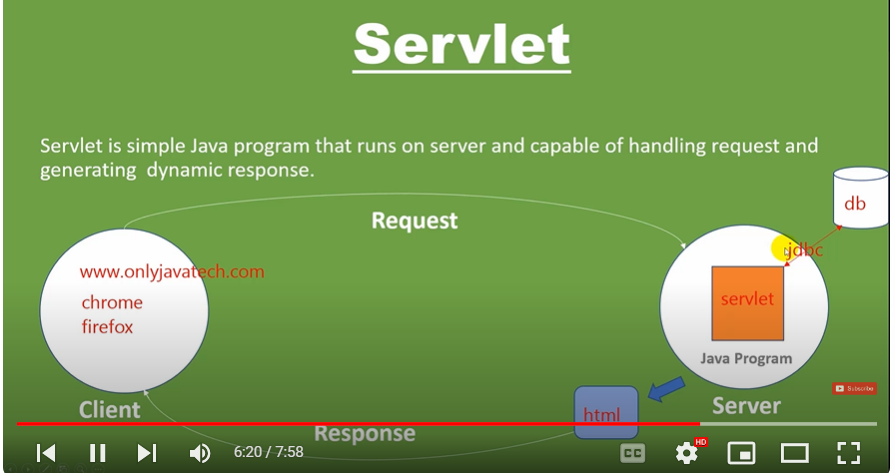 Servlet
Servlet is simple Java program that runs on server and capable of handling request and
generating dynamic response.
db
Request
jdbc
www.onlyjavatech.com
chrome
firefox
servlet
Java Program
Subscribe
Client
html
Server
Response
6:20 / 7:58
CC
HD